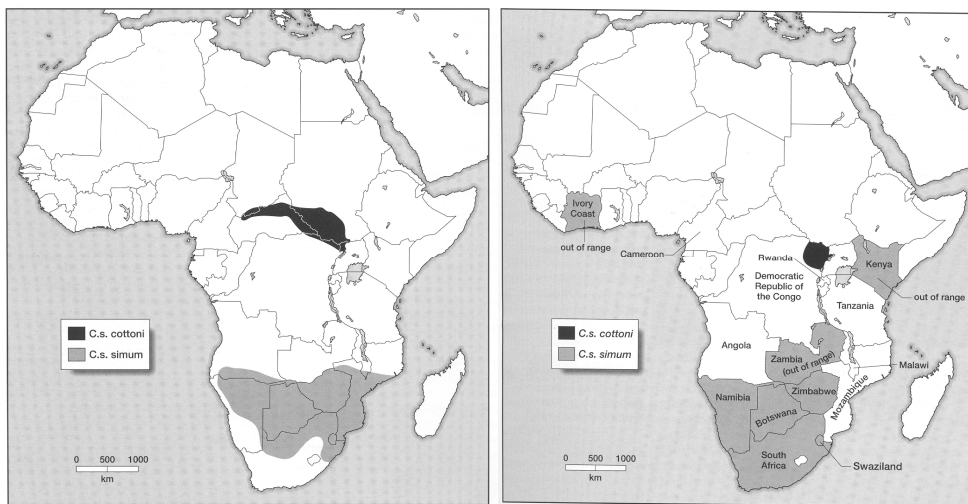 C.s. cottoni
C.s. simum
0 500 1000
km
Ivory
Coast
out of range
Cameroon
Rwanda
Democratic
Republic of
the Congo
Kenya
out of range
Tanzania
Angola
Zambia
(out of range)
Malawi
Mozambique
Zimbabwe
Namibia
Botswana
South
Africa
Swaziland
C.s. cottoni
C.s. simum
0 500 1000
km